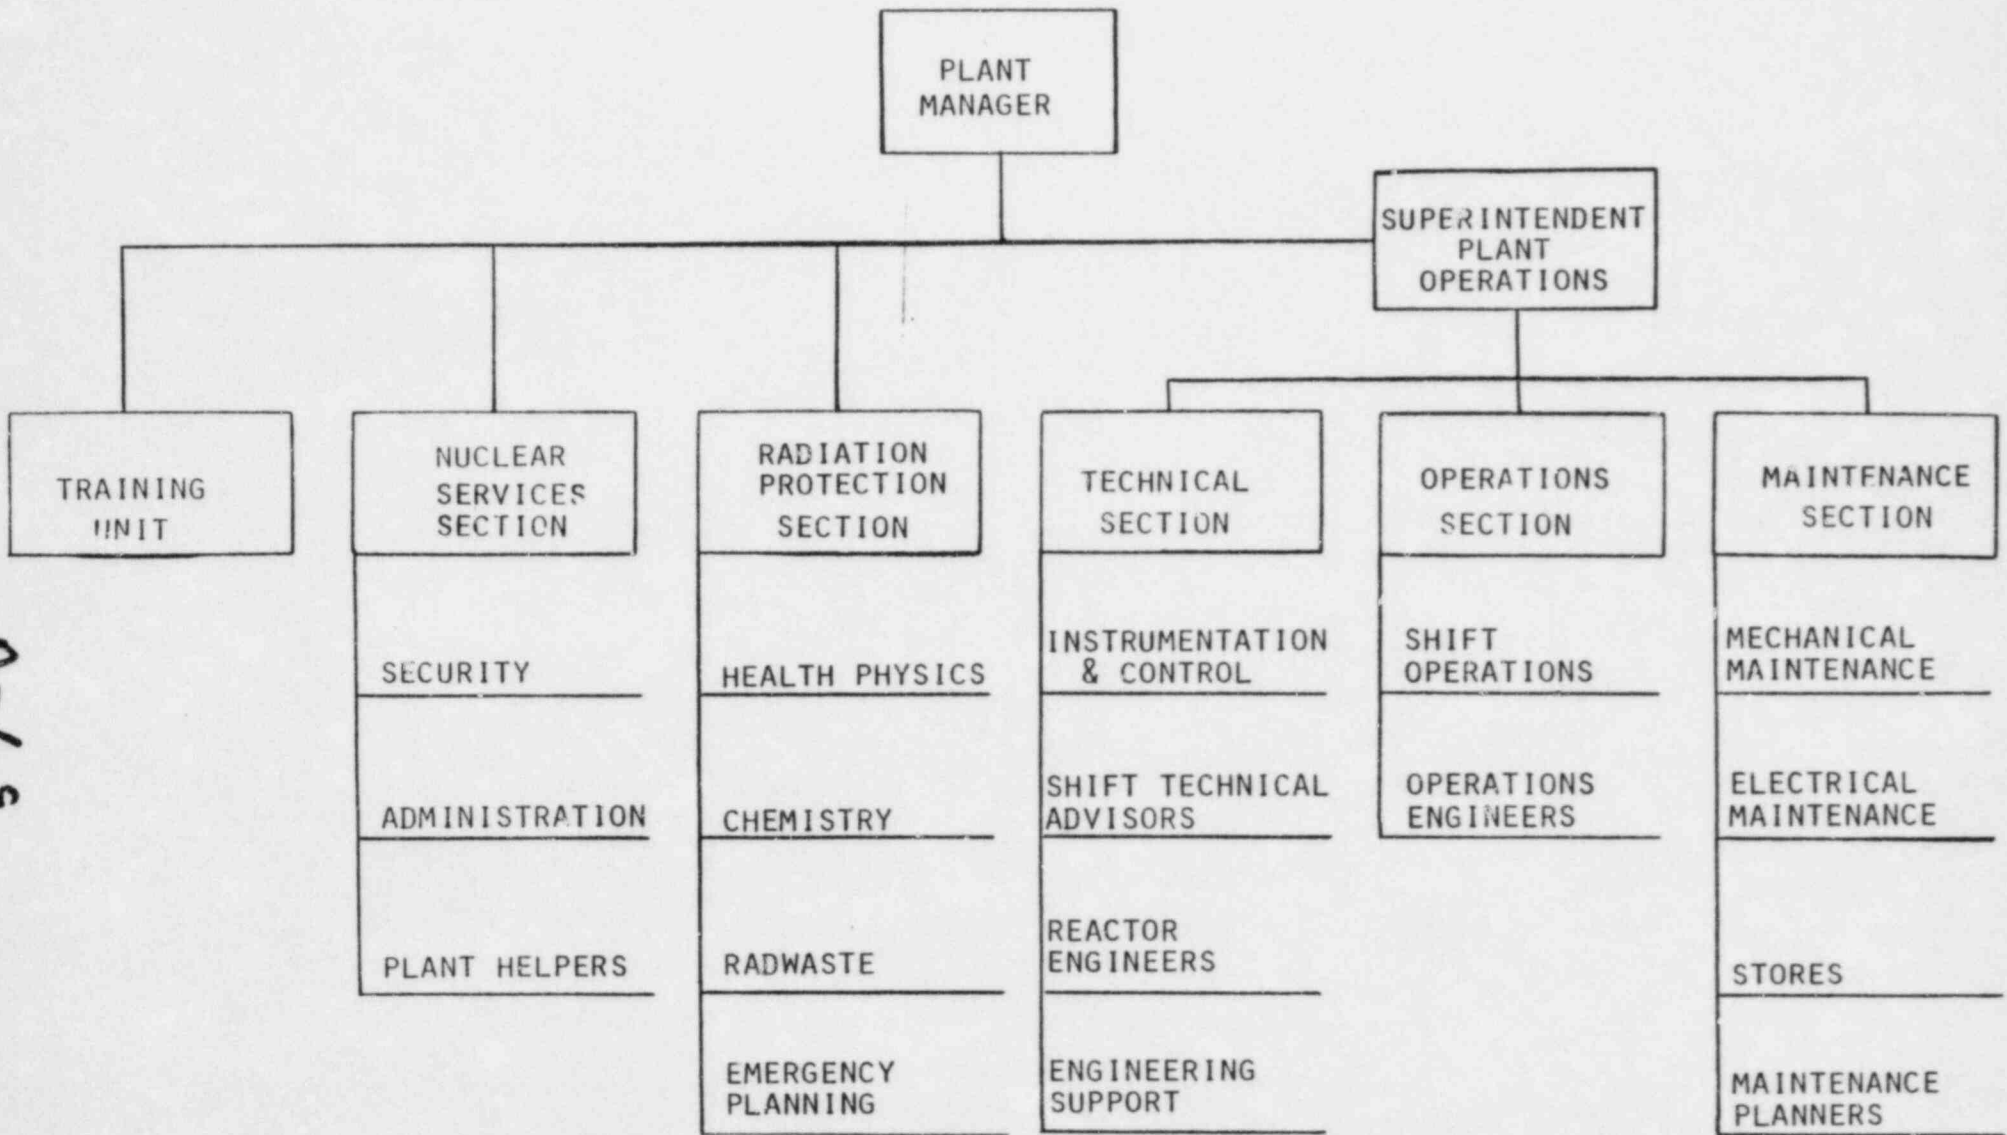 PLANT
MANAGER
SUPERINTENDENT
PLANT
OPERATIONS
TRAINING
UNIT
NUCLEAR
SERVICES
SECTION
RADIATION
PROTECTION
SECTION
TECHNICAL
SECTION
OPERATIONS
SECTION
MAINTENANCE
SECTION
SECURITY
ADMINISTRATION
PLANT HELPERS
HEALTH PHYSICS
CHEMISTRY
RADWASTE
EMERGENCY
PLANNING
INSTRUMENTATION
& CONTROL
SHIFT TECHNICAL
ADVISORS
REACTOR
ENGINEERS
ENGINEERING
SUPPORT
SHIFT
OPERATIONS
OPERATIONS
ENGINEERS
MECHANICAL
MAINTENANCE
ELECTRICAL
MAINTENANCE
STORES
MAINTENANCE
PLANNERS